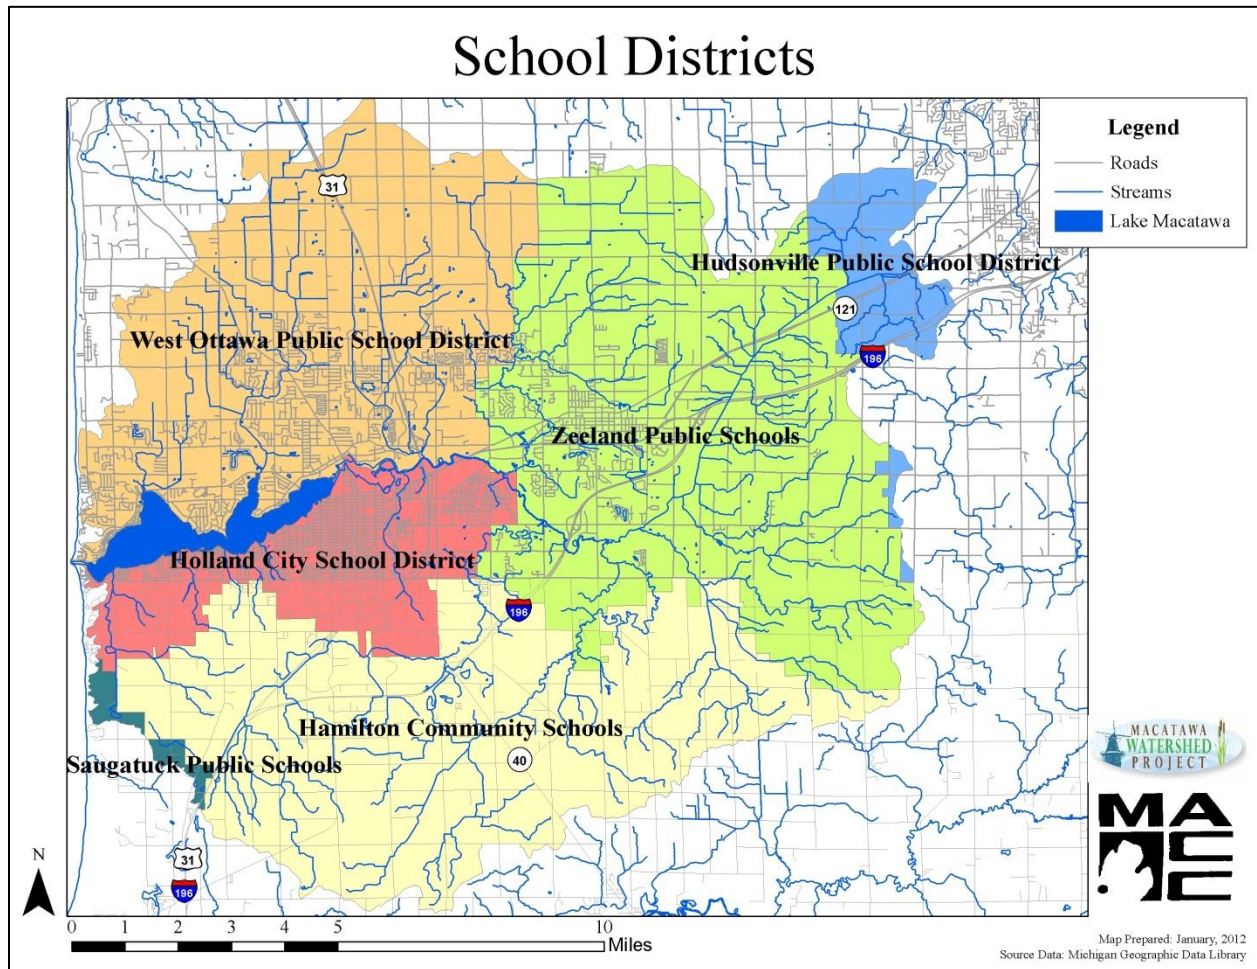 School Districts
Legend
Roads
Streams
Lake Macatawa
31
Hudsonville Public School District
121
West Ottawa Public School District
196
Zeeland Public Schools
Holland City School District
196
Hamilton Community Schools
40
Saugatuck Public Schools
31
196
N
0 1 2 3 4 5 10
Miles
MACATAWA
WATERSHED
PROJECT
MACC
Map Prepared: January, 2012
Source Data: Michigan Geographic Data Library